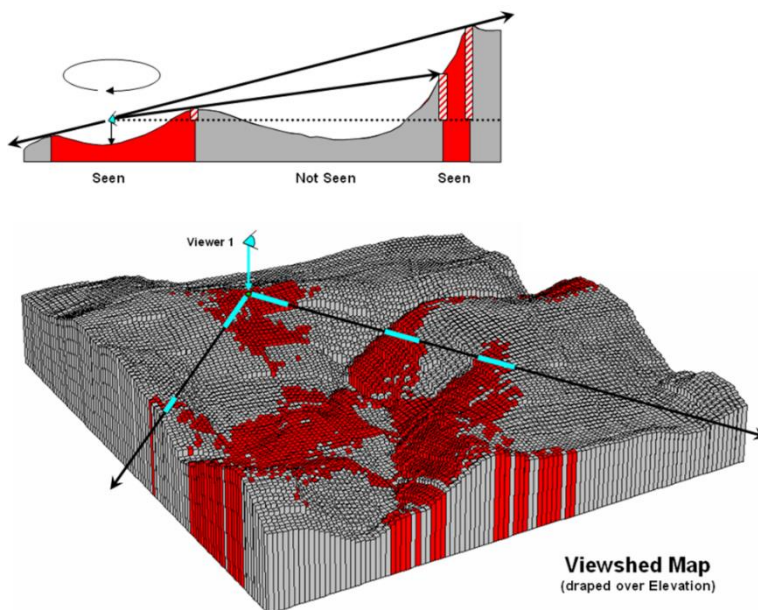 Seen
Not Seen
Seen
Viewer 1
Viewshed Map
(draped over Elevation)